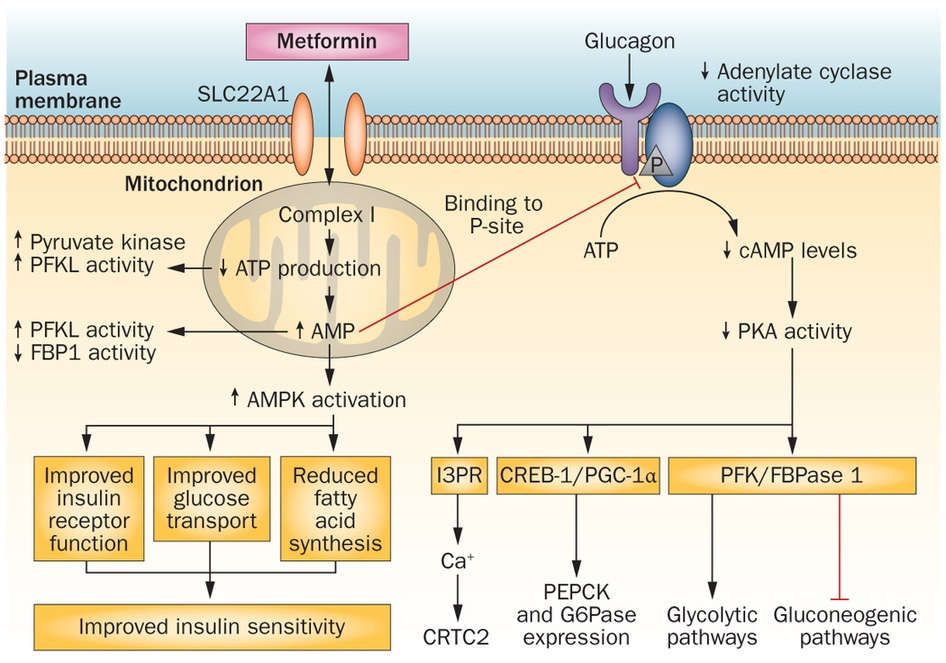 Metformin
Glucagon
Plasma
membrane
SLC22A1
↓ Adenylate cyclase
activity
P
Mitochondrion
Complex I
Binding to
P-site
ATP
↑ Pyruvate kinase
↑ PFKL activity
↓ ATP production
↓ cAMP levels
↑ PFKL activity
↓ FBP1 activity
↑ AMP
↓ PKA activity
↑ AMPK activation
Improved
insulin
receptor
function
Improved
glucose
transport
Reduced
fatty
acid
synthesis
I3PR
CREB-1/PGC-1α
PFK/FBPase 1
Ca⁺
CRTC2
PEPCK
and G6Pase
expression
Glycolytic
pathways
Gluconeogenic
pathways
Improved insulin sensitivity